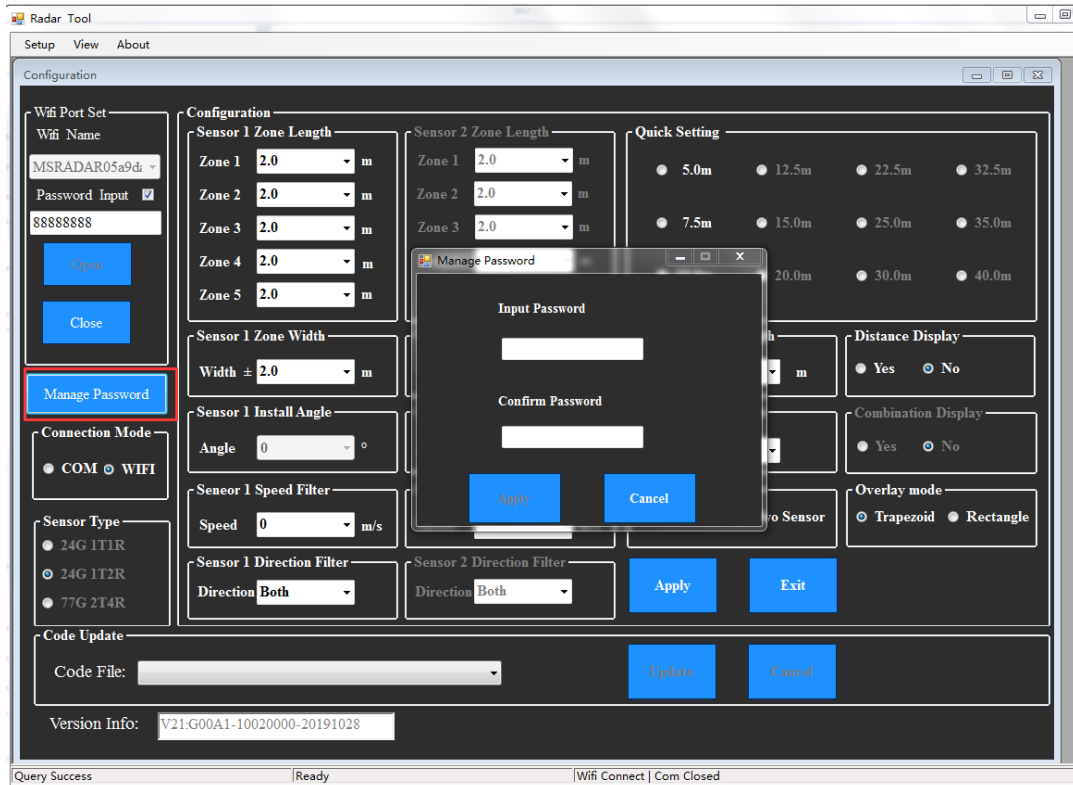 Radar Tool
Setup View About
Configuration
Wifi Port Set
Wifi Name
MSRADAR05a9d
Password Input
88888888
Open
Close
Manage Password
Connection Mode
COM WIFI
Sensor Type
24G 1T1R
24G 1T2R
77G 2T4R
Configuration
Sensor 1 Zone Length
Zone 1 2.0 m
Zone 2 2.0 m
Zone 3 2.0 m
Zone 4 2.0 m
Zone 5 2.0 m
Sensor 1 Zone Width
Width ± 2.0 m
Sensor 1 Install Angle
Angle 0 °
Seneor 1 Speed Filter
Speed 0 m/s
Sensor 1 Direction Filter
Direction Both
Sensor 2 Zone Length
Zone 1 2.0 m
Zone 2 2.0 m
Zone 3 2.0 m
Sensor 2 Direction Filter
Direction Both
Quick Setting
5.0m 12.5m 22.5m 32.5m
7.5m 15.0m 25.0m 35.0m
20.0m 30.0m 40.0m
m
Distance Display
Yes No
Combination Display
Yes No
Sensor
Overlay mode
Trapezoid Rectangle
Apply Exit
Manage Password
Input Password
Confirm Password
Apply Cancel
Code Update
Code File:
Update Cancel
Version Info: V21:G00A1-10020000-20191028
Query Success Ready Wifi Connect | Com Closed